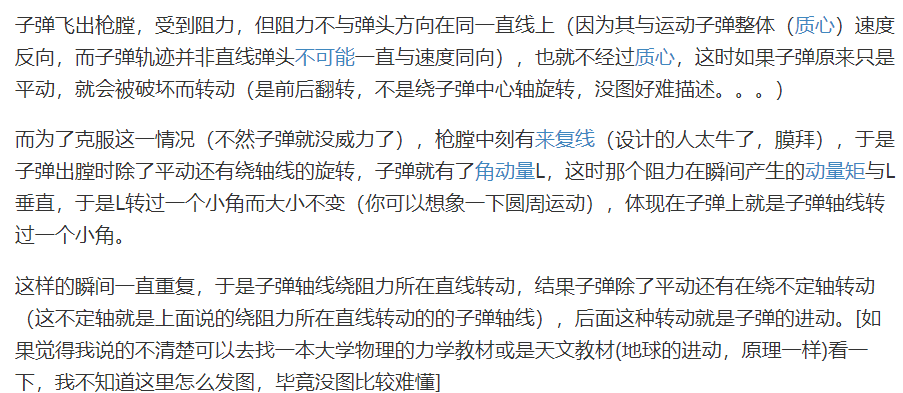 子弹飞出枪膛，受到阻力，但阻力不与弹头方向在同一直线上（因为其与运动子弹整体（质心）速度
反向，而子弹轨迹并非直线弹头不可能一直与速度同向），也就不经过质心，这时如果子弹原来只是
平动，就会被破坏而转动（是前后翻转，不是绕子弹中心轴旋转，没图好难描述。。。）
而为了克服这一情况（不然子弹就没威力了），枪膛中刻有来复线（设计的人太牛了，膜拜），于是
子弹出膛时除了平动还有绕轴线的旋转，子弹就有了角动量L，这时那个阻力在瞬间产生的动量矩与L
垂直，于是L转过一个小角而大小不变（你可以想象一下圆周运动），体现在子弹上就是子弹轴线转
过一个小角。
这样的瞬间一直重复，于是子弹轴线绕阻力所在直线转动，结果子弹除了平动还有在绕不定轴转动
（这不定轴就是上面说的绕阻力所在直线转动的的子弹轴线），后面这种转动就是子弹的进动。[如
果觉得我说的不清楚可以去找一本大学物理的力学教材或是天文教材(地球的进动，原理一样)看一
下，我不知道这里怎么发图，毕竟没图比较难懂]